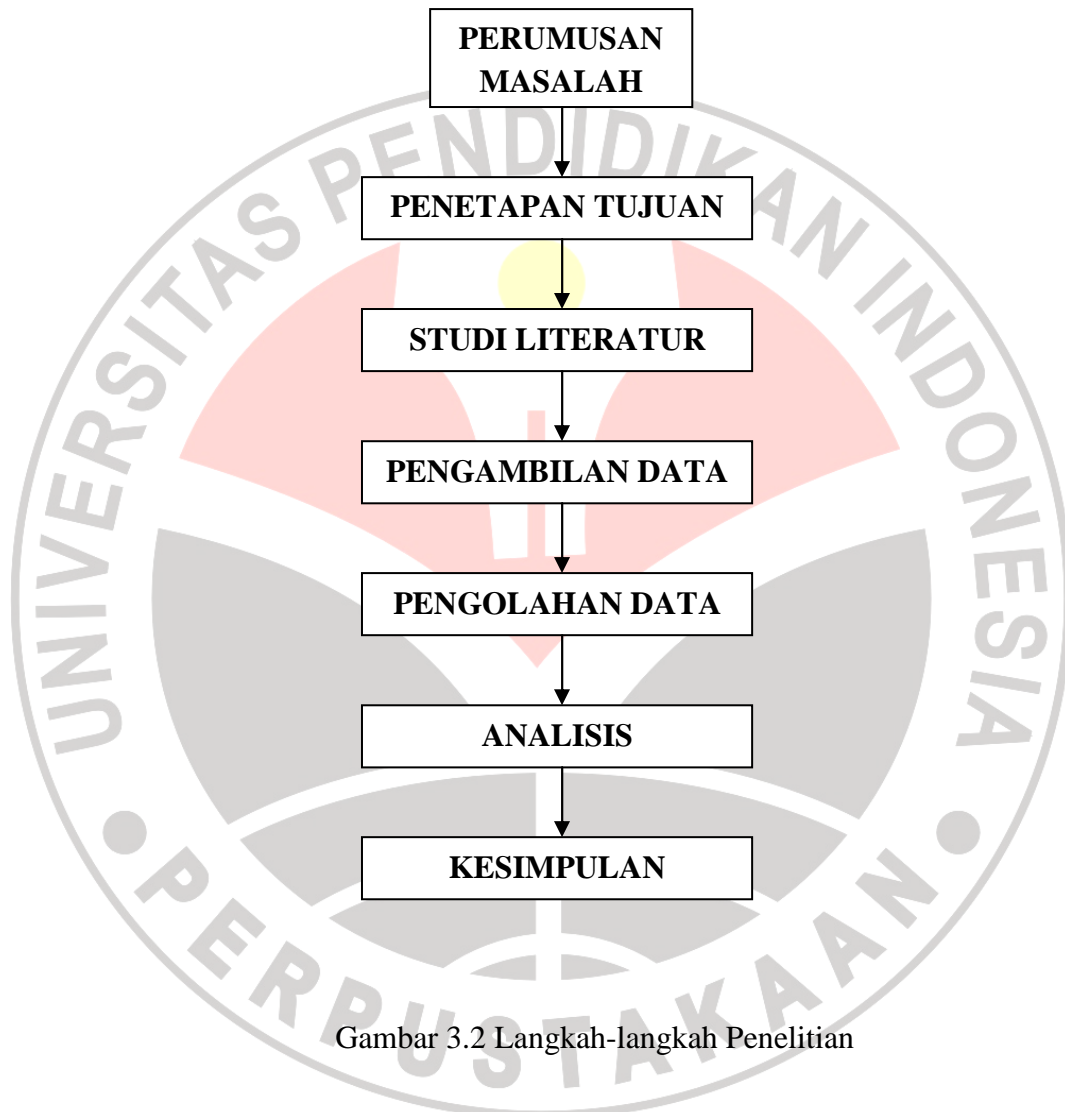 PERUMUSAN
MASALAH
PENETAPAN TUJUAN
STUDI LITERATUR
PENGAMBILAN DATA
PENGOLAHAN DATA
ANALISIS
KESIMPULAN
Gambar 3.2 Langkah-langkah Penelitian
UNIVERSITAS PENDIDIKAN INDONESIA
PERPUSTAKAAN